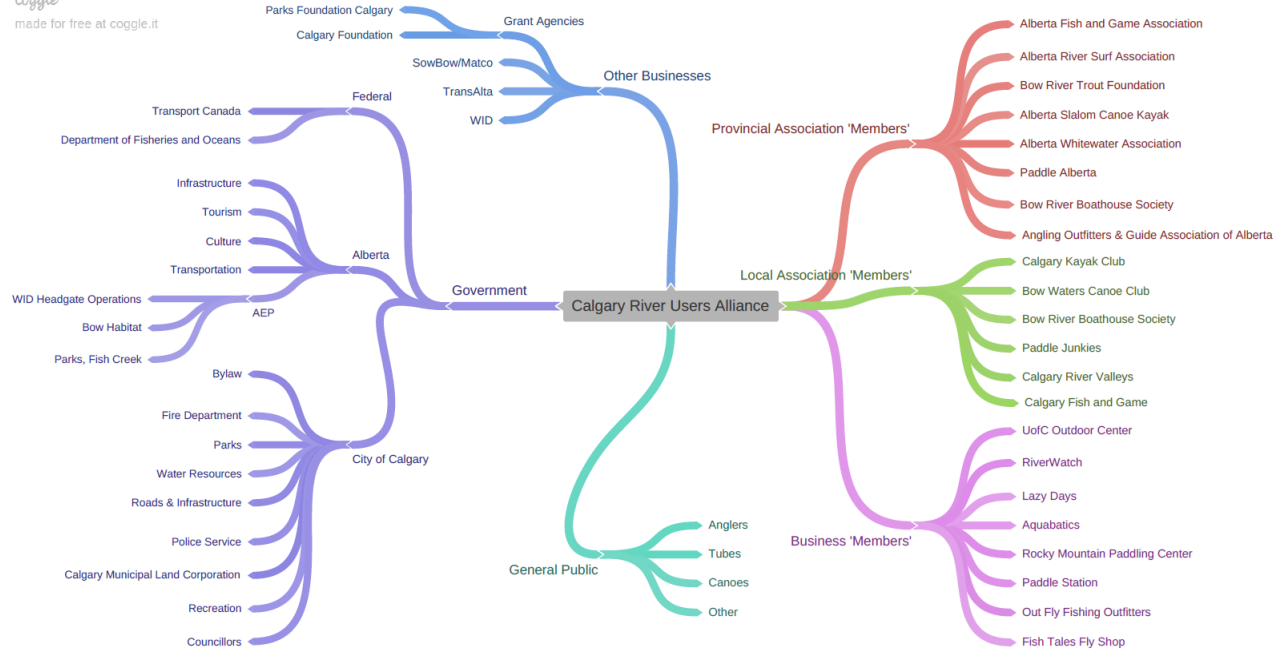 Coggle
made for free at coggle.it
Calgary River Users Alliance
Other Businesses
Grant Agencies
Parks Foundation Calgary
Calgary Foundation
SowBow/Matco
TransAlta
WID
Government
Federal
Transport Canada
Department of Fisheries and Oceans
Alberta
Infrastructure
Tourism
Culture
Transportation
AEP
WID Headgate Operations
Bow Habitat
Parks, Fish Creek
City of Calgary
Bylaw
Fire Department
Parks
Water Resources
Roads & Infrastructure
Police Service
Calgary Municipal Land Corporation
Recreation
Councillors
General Public
Anglers
Tubes
Canoes
Other
Provincial Association 'Members'
Alberta Fish and Game Association
Alberta River Surf Association
Bow River Trout Foundation
Alberta Slalom Canoe Kayak
Alberta Whitewater Association
Paddle Alberta
Bow River Boathouse Society
Angling Outfitters & Guide Association of Alberta
Local Association 'Members'
Calgary Kayak Club
Bow Waters Canoe Club
Bow River Boathouse Society
Paddle Junkies
Calgary River Valleys
Calgary Fish and Game
Business 'Members'
UofC Outdoor Center
RiverWatch
Lazy Days
Aquabatics
Rocky Mountain Paddling Center
Paddle Station
Out Fly Fishing Outfitters
Fish Tales Fly Shop